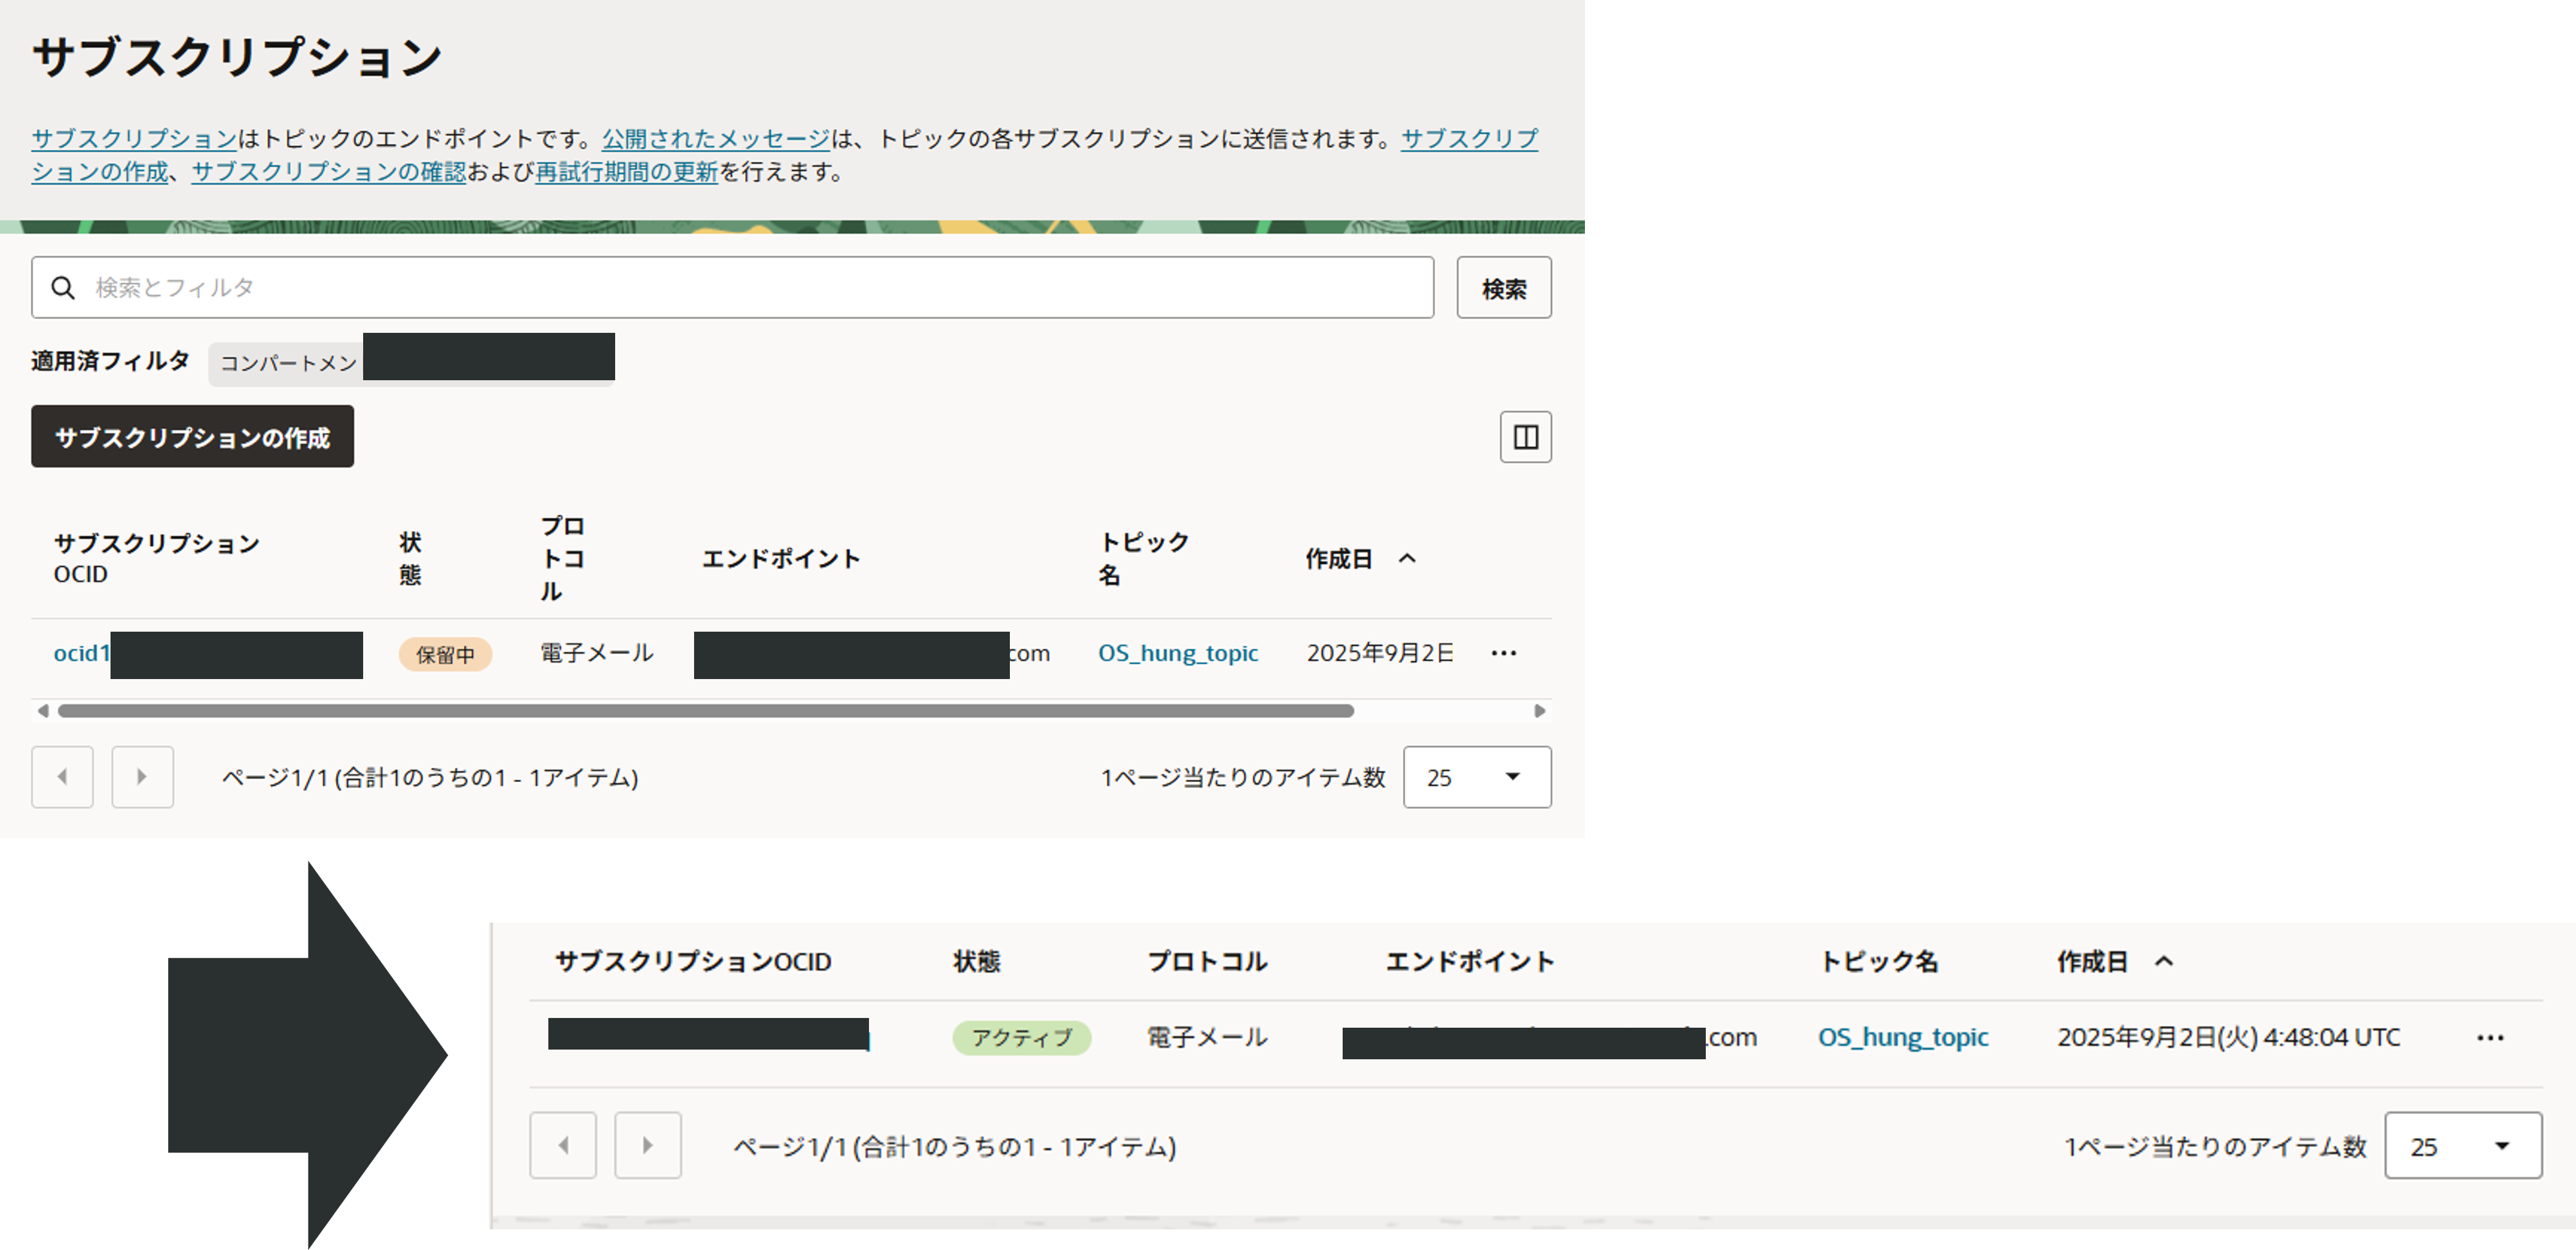 サブスクリプション
サブスクリプションはトピックのエンドポイントです。公開されたメッセージは、トピックの各サブスクリプションに送信されます。サブスクリプ
ションの作成、サブスクリプションの確認および再試行期間の更新を行えます。
検索とフィルタ
検索
適用済フィルタ コンパートメン
サブスクリプションの作成
サブスクリプション
OCID
状
態
プロ
トコ
ル
エンドポイント
トピック
名
作成日
ocid1 保留中 電子メール com OS_hung_topic 2025年9月2日 ...
ページ1/1 (合計1のうちの1 - 1アイテム) 1ページ当たりのアイテム数 25
サブスクリプションOCID 状態 プロトコル エンドポイント トピック名 作成日
アクティブ 電子メール .com OS_hung_topic 2025年9月2日(火) 4:48:04 UTC ...
ページ1/1 (合計1のうちの1 - 1アイテム) 1ページ当たりのアイテム数 25